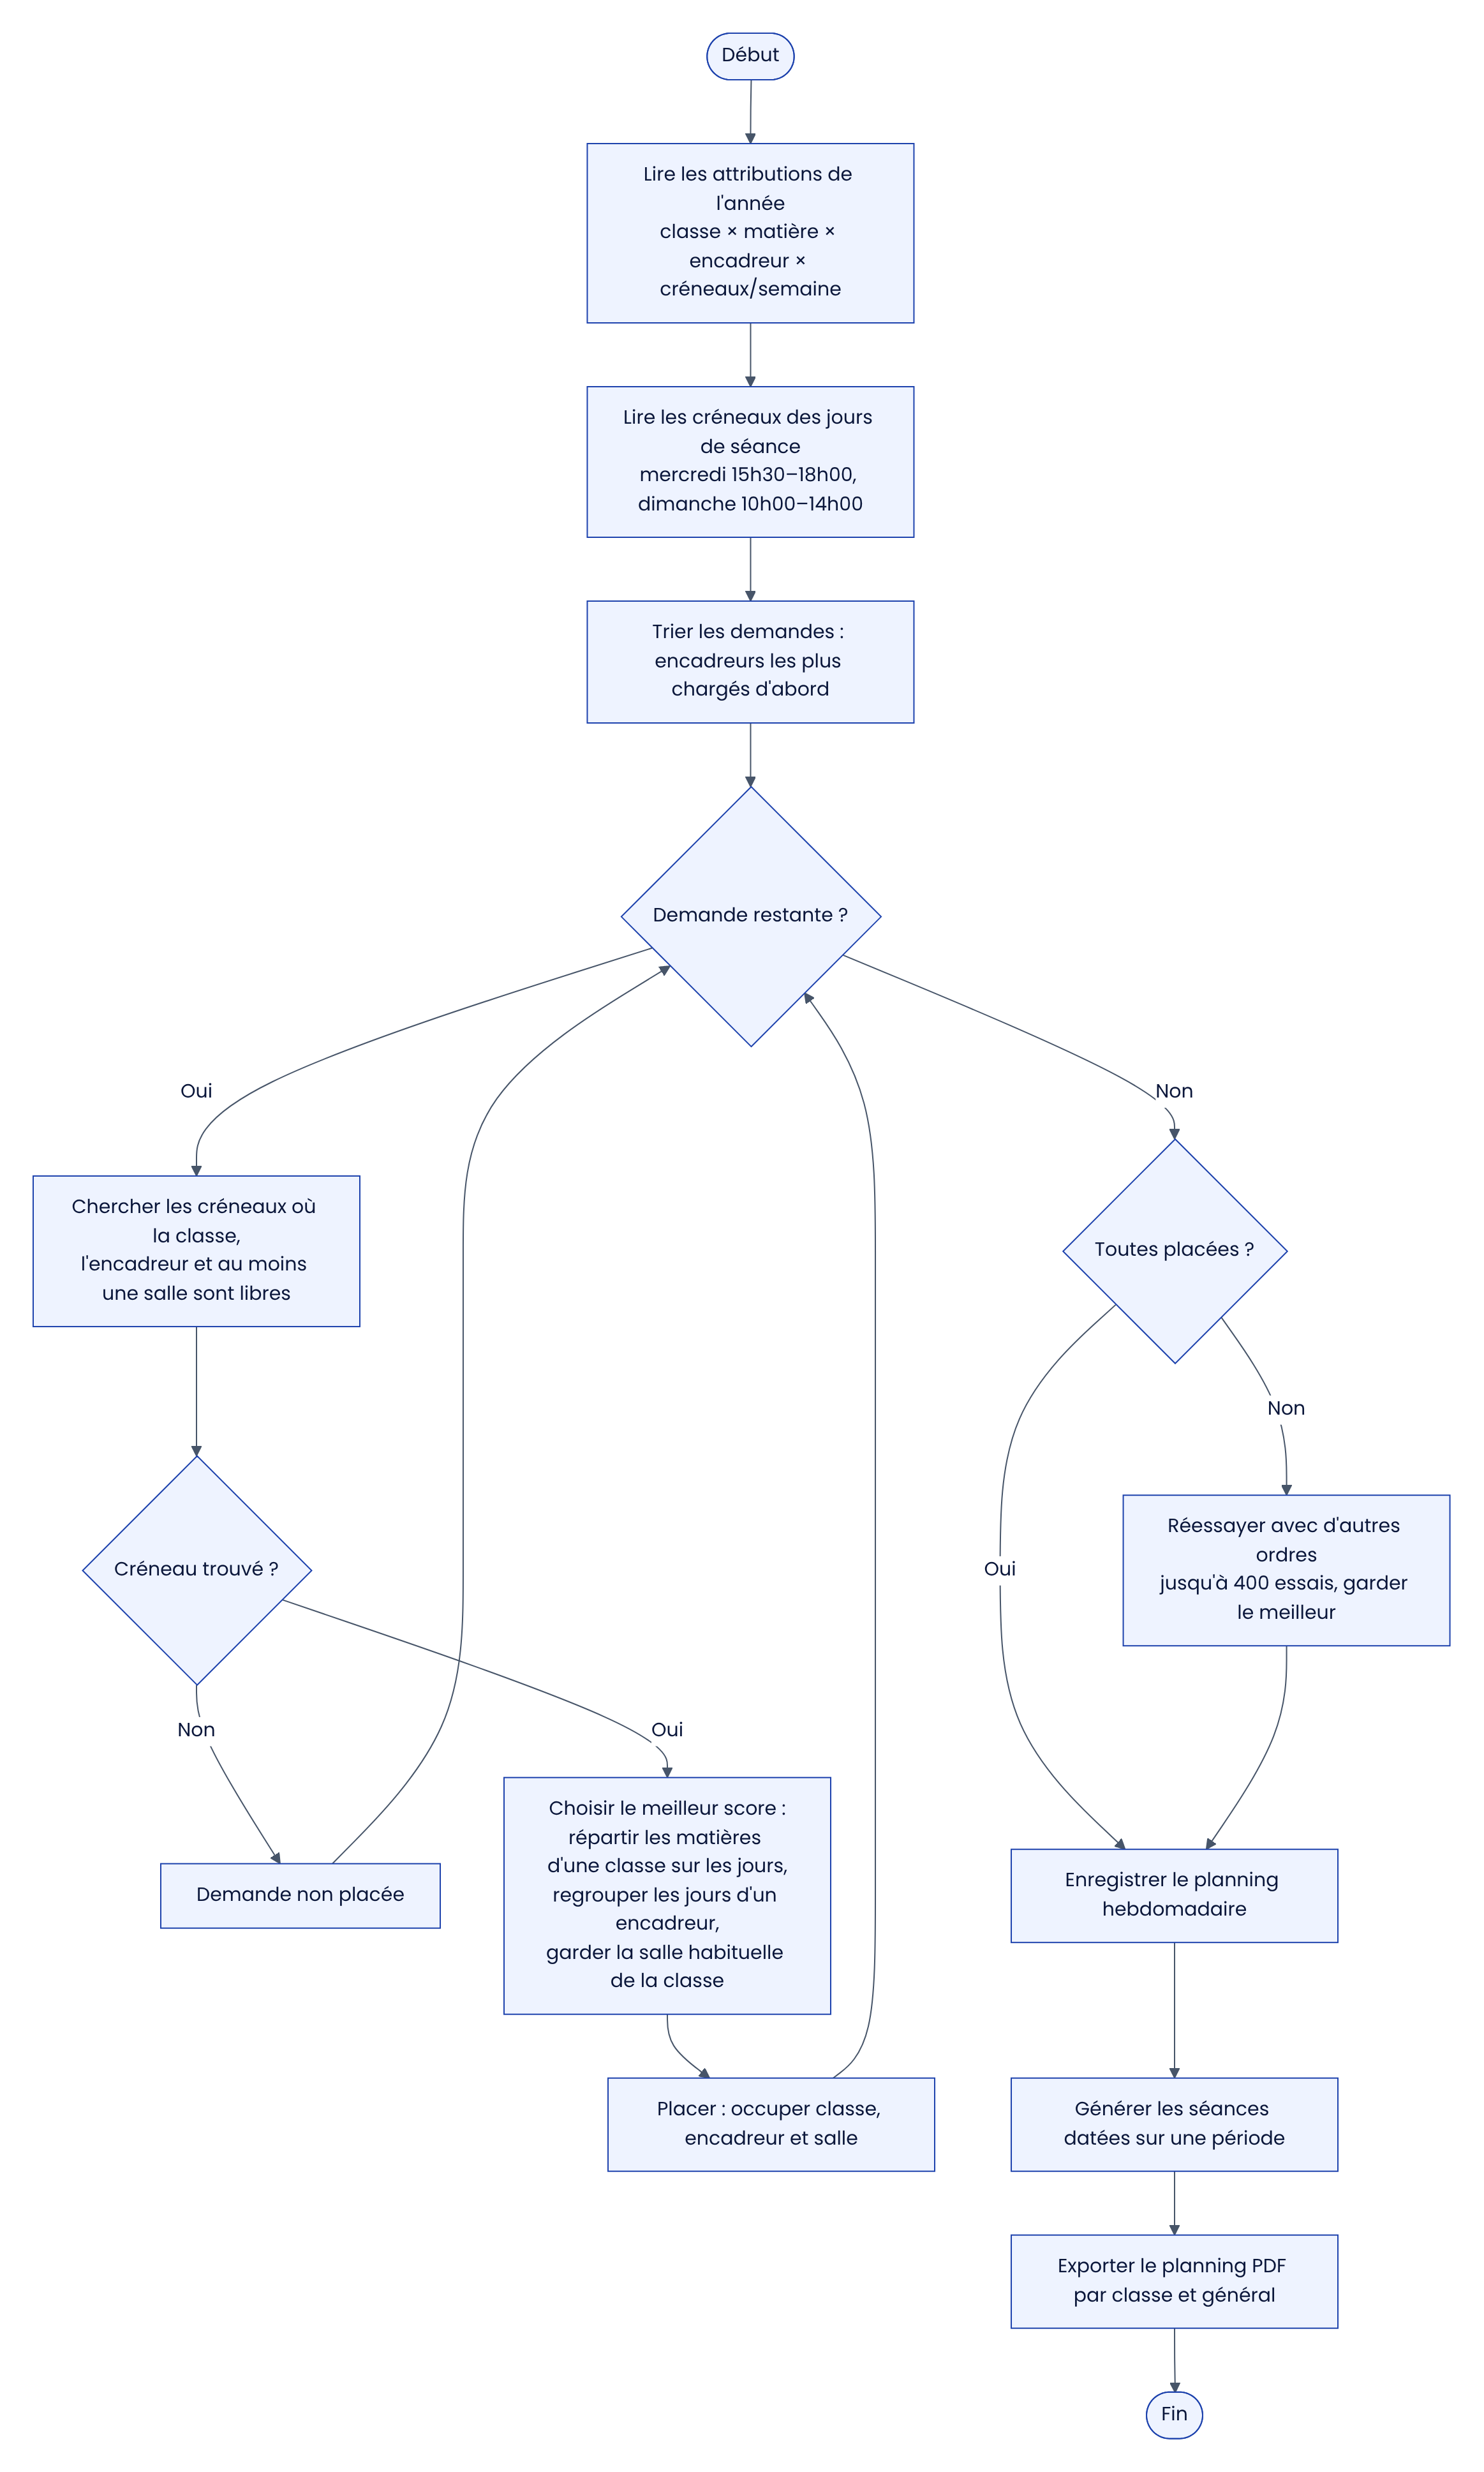 Début
Lire les attributions de
l'année
classe × matière ×
encadreur ×
créneaux/semaine
Lire les créneaux des jours
de séance
mercredi 15h30–18h00,
dimanche 10h00–14h00
Trier les demandes :
encadreurs les plus
chargés d'abord
Demande restante ?
Oui
Non
Chercher les créneaux où
la classe,
l'encadreur et au moins
une salle sont libres
Toutes placées ?
Non
Créneau trouvé ?
Oui
Réessayer avec d'autres
ordres
jusqu'à 400 essais, garder
le meilleur
Non
Oui
Demande non placée
Choisir le meilleur score :
répartir les matières
d'une classe sur les jours,
regrouper les jours d'un
encadreur,
garder la salle habituelle
de la classe
Enregistrer le planning
hebdomadaire
Placer : occuper classe,
encadreur et salle
Générer les séances
datées sur une période
Exporter le planning PDF
par classe et général
Fin